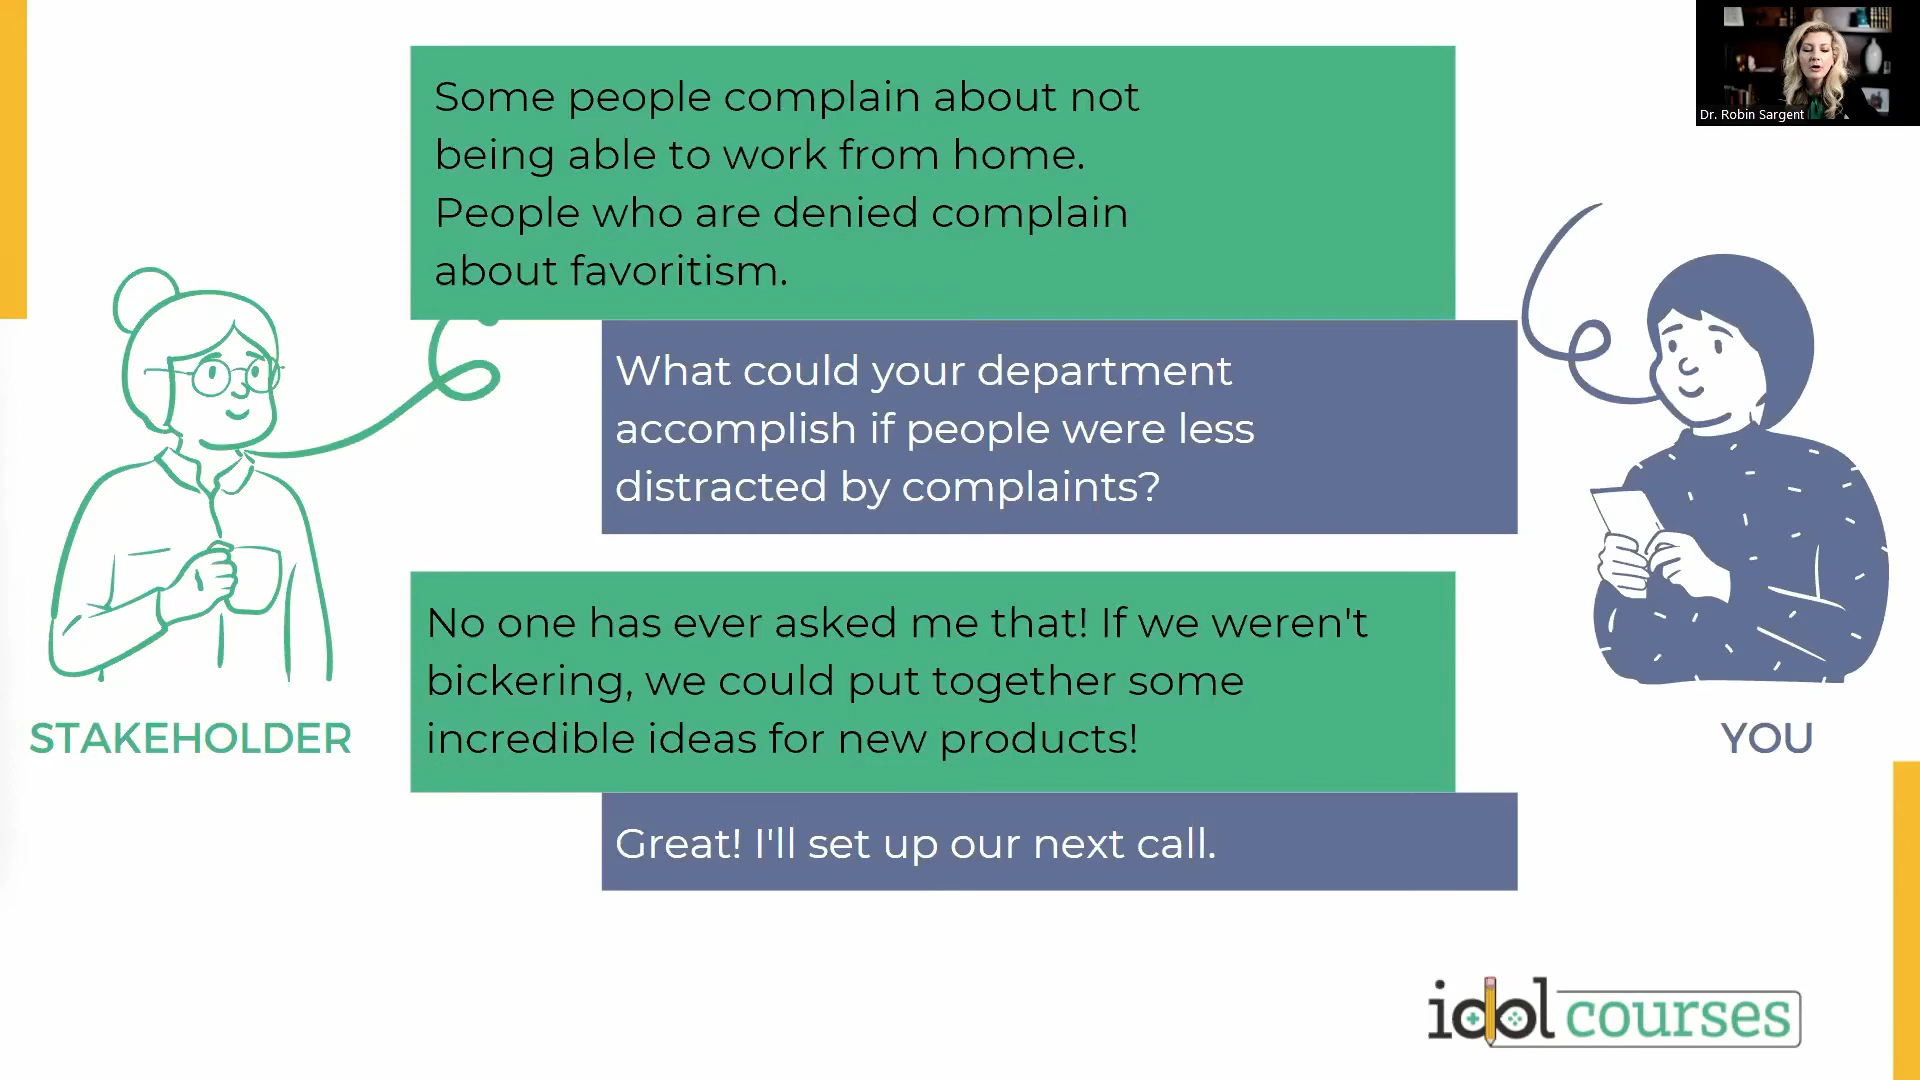 Some people complain about not
being able to work from home.
People who are denied complain
about favoritism.
Dr. Robin Sargent
What could your department
accomplish if people were less
distracted by complaints?
No one has ever asked me that! If we weren't
bickering, we could put together some
incredible ideas for new products!
STAKEHOLDER
YOU
Great! I'll set up our next call.
idol courses